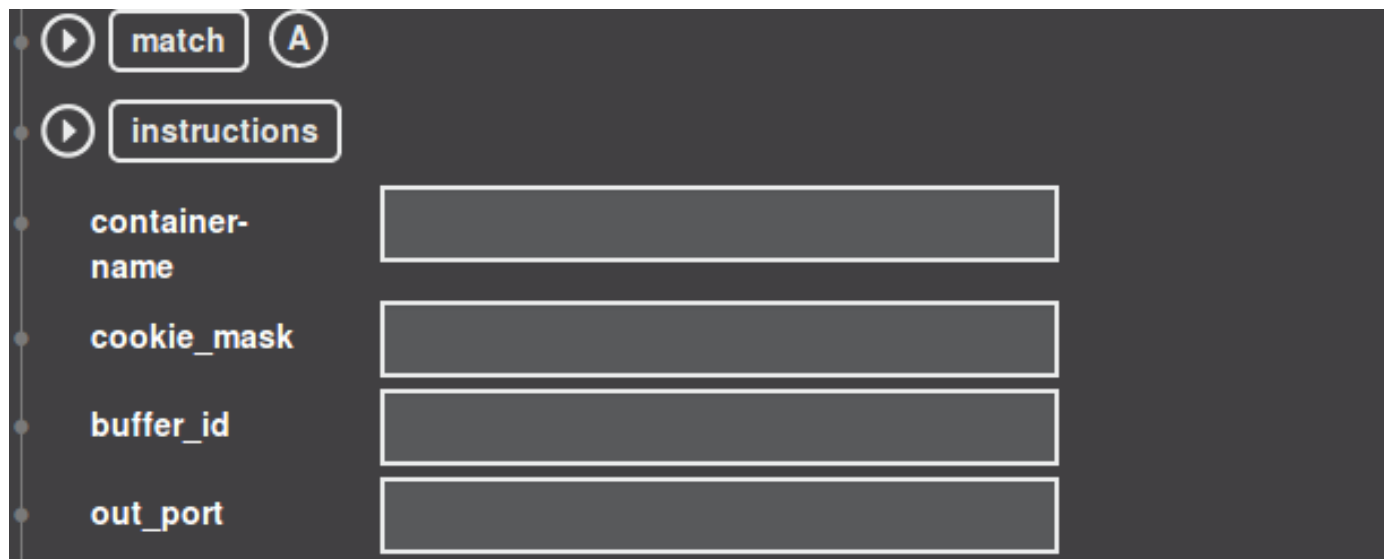 match A
instructions
container-
name
cookie_mask
buffer_id
out_port